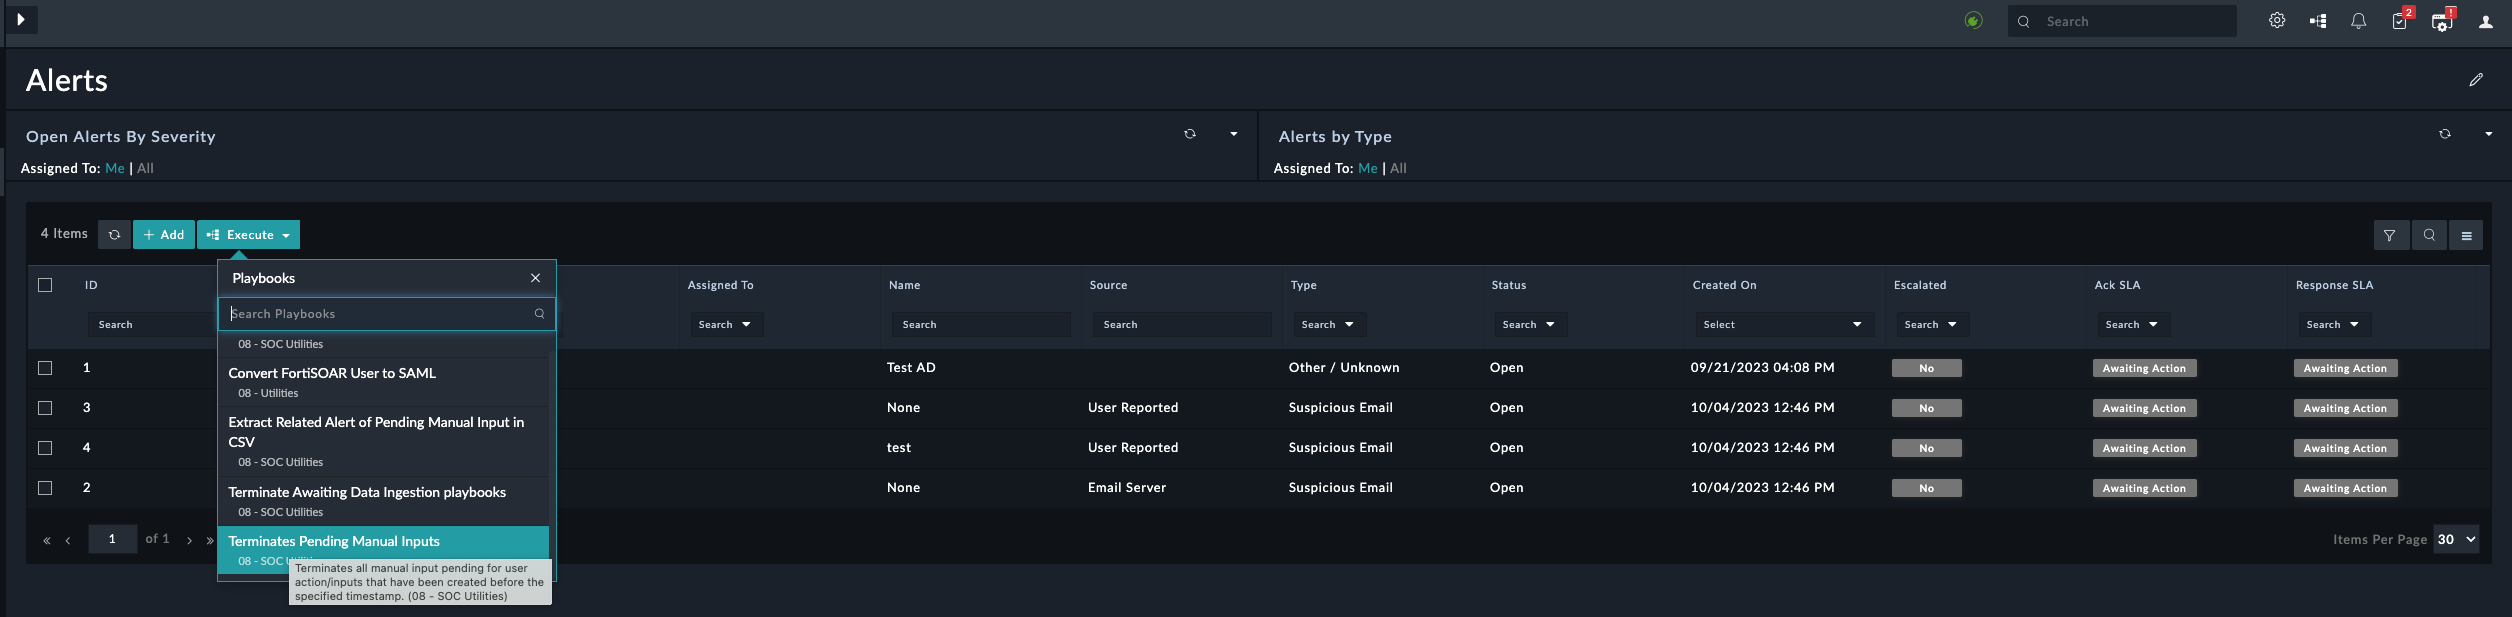 Search
2
!
Alerts
Open Alerts By Severity
Assigned To: Me | All
Alerts by Type
Assigned To: Me | All
4 Items
+ Add
Execute
Playbooks
Search Playbooks
08 - SOC Utilities
Convert FortiSOAR User to SAML
08 - Utilities
Extract Related Alert of Pending Manual Input in
CSV
08 - SOC Utilities
Terminate Awaiting Data Ingestion playbooks
08 - SOC Utilities
Terminates Pending Manual Inputs
08 - SOC Utilities
Terminates all manual input pending for user
action/inputs that have been created before the
specified timestamp. (08 - SOC Utilities)
ID Assigned To Name Source Type Status Created On Escalated Ack SLA Response SLA
Search Search Search Search Search Search Select Search Search Search
1 Test AD Other / Unknown Open 09/21/2023 04:08 PM No Awaiting Action Awaiting Action
3 None User Reported Suspicious Email Open 10/04/2023 12:46 PM No Awaiting Action Awaiting Action
4 test User Reported Suspicious Email Open 10/04/2023 12:46 PM No Awaiting Action Awaiting Action
2 None Email Server Suspicious Email Open 10/04/2023 12:46 PM No Awaiting Action Awaiting Action
« ‹ 1 of 1 › »
Items Per Page 30